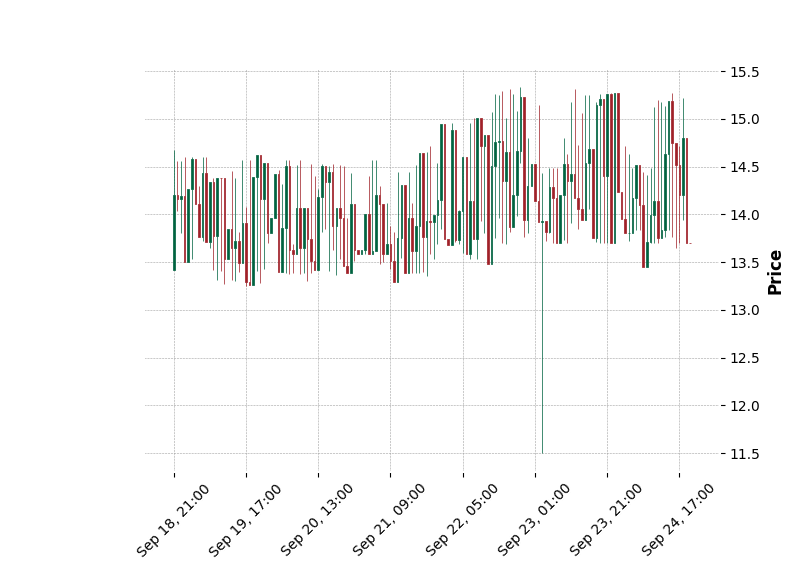 15.5
15.0
14.5
14.0
13.5
13.0
12.5
12.0
11.5
Price
Sep 18, 21:00
Sep 19, 17:00
Sep 20, 13:00
Sep 21, 09:00
Sep 22, 05:00
Sep 23, 01:00
Sep 23, 21:00
Sep 24, 17:00